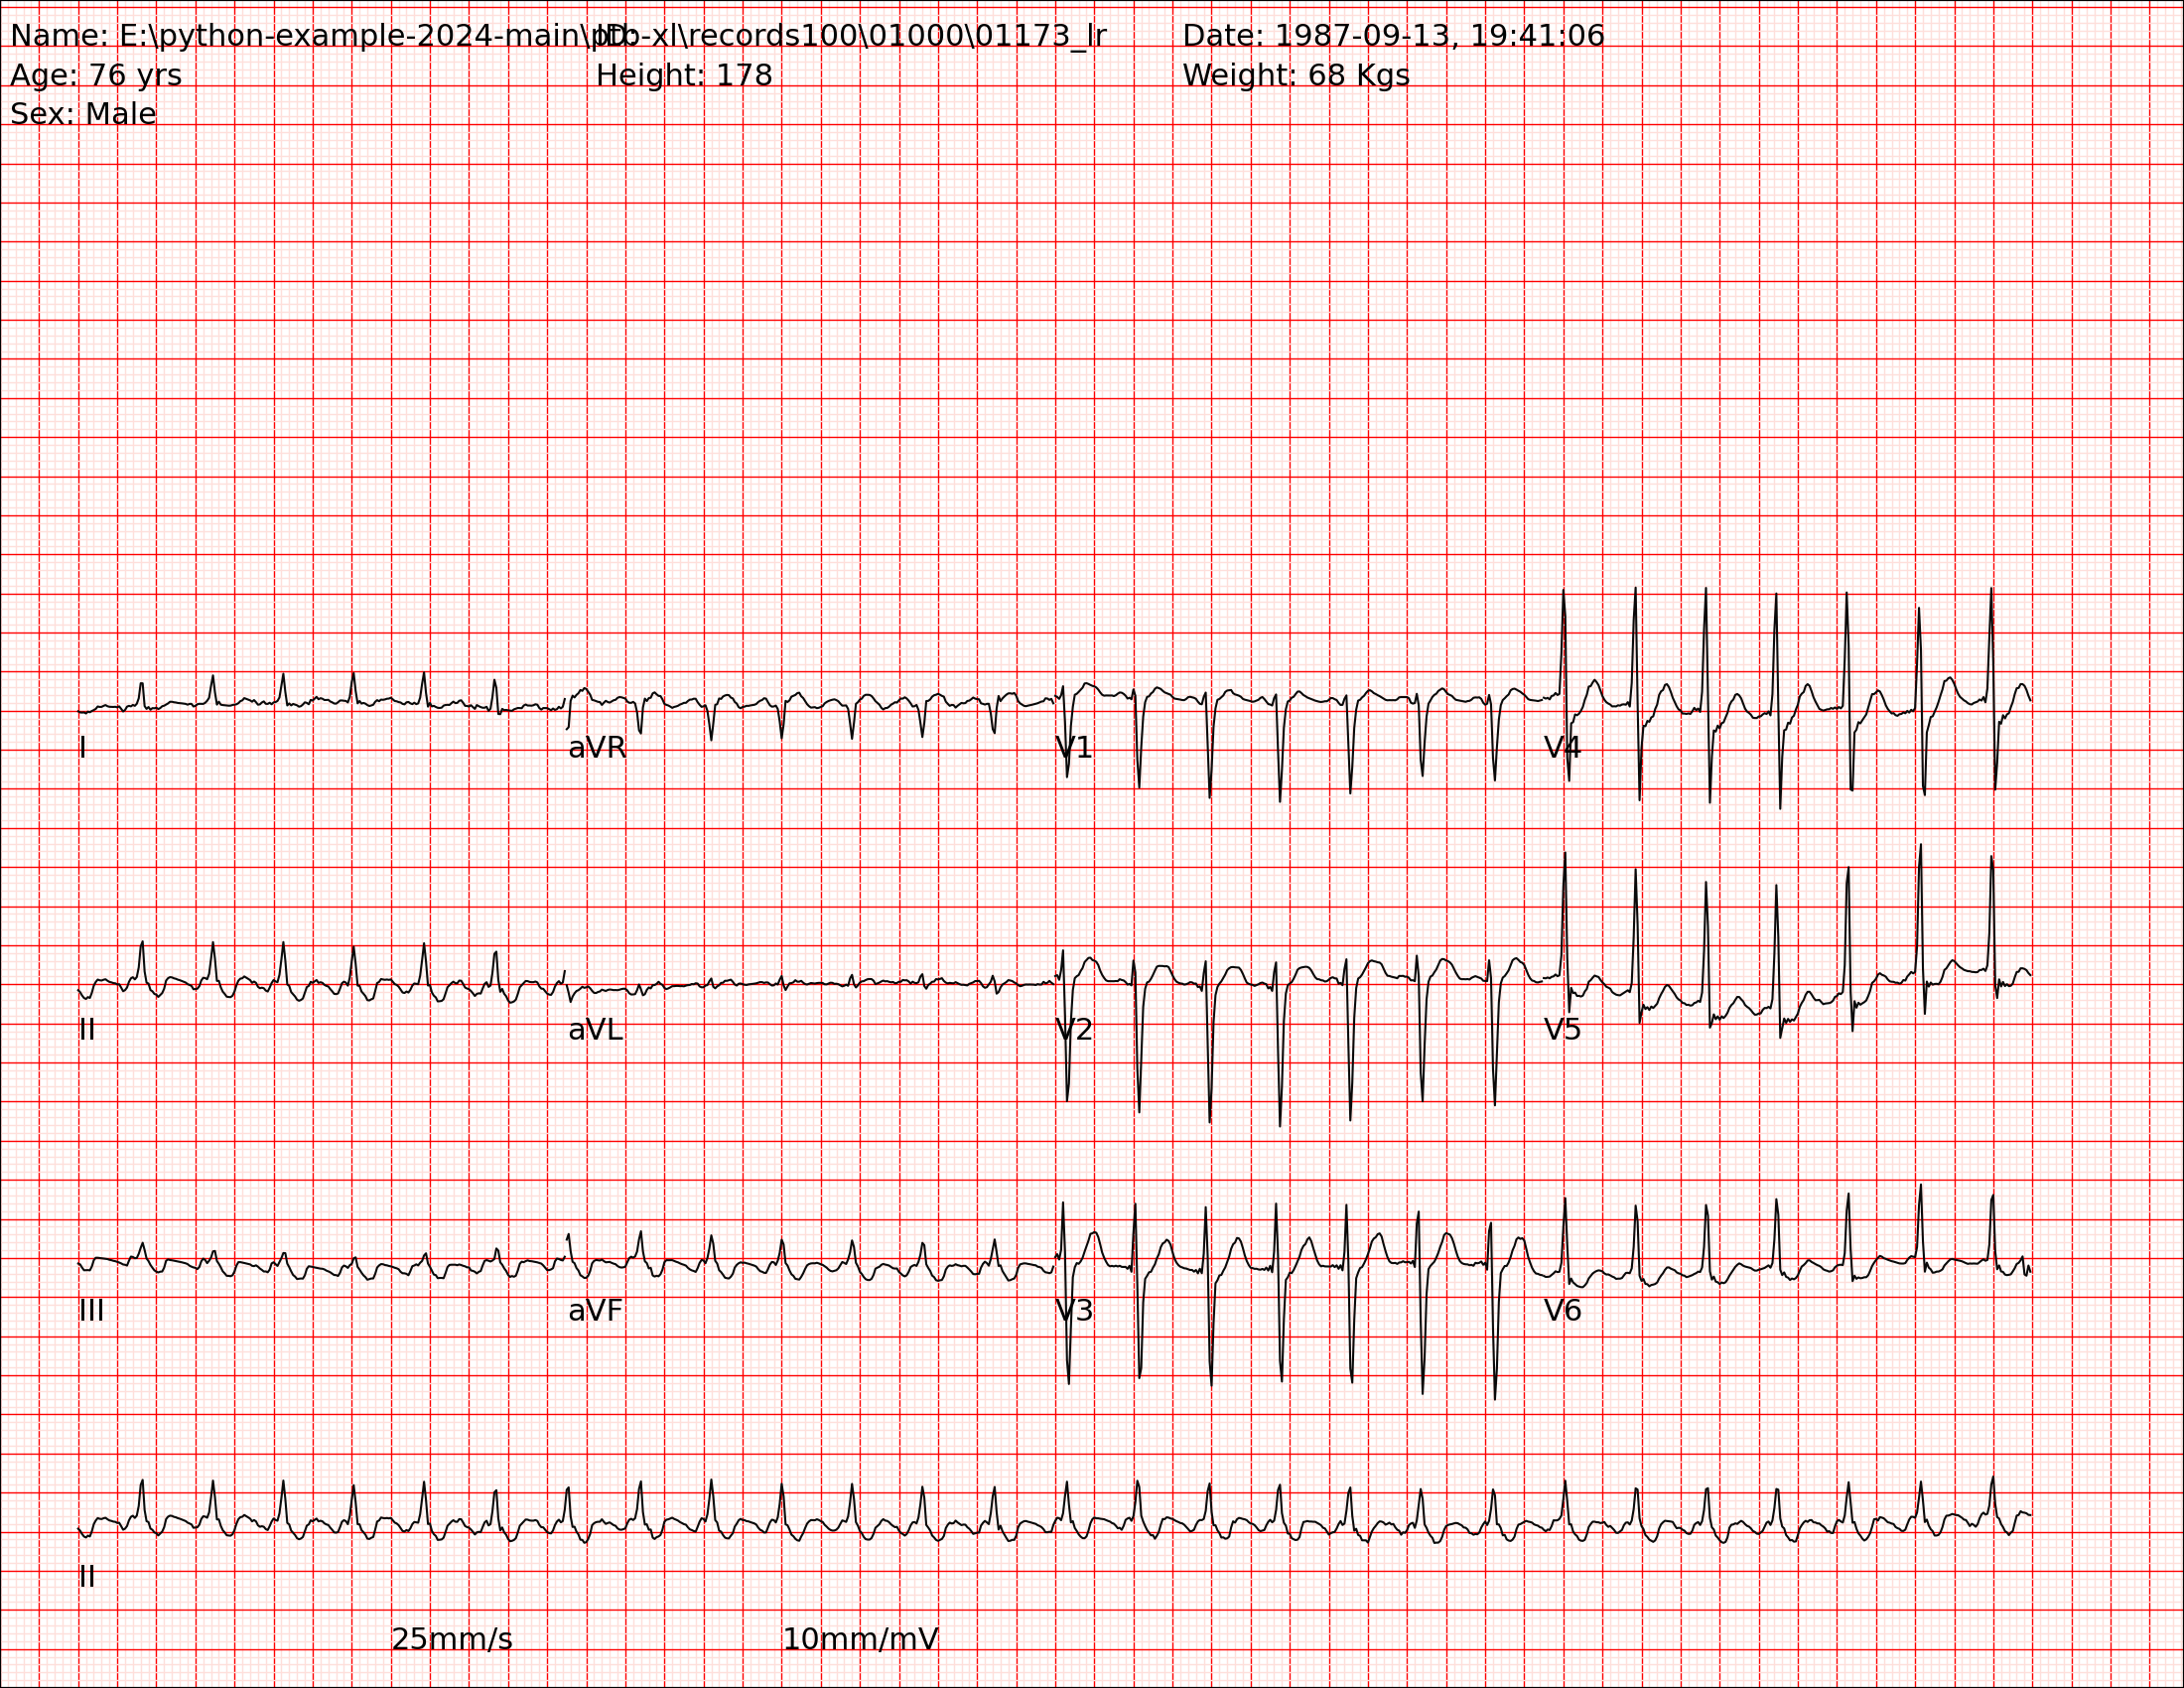 Name: E:\python-example-2024-main\ptb-xl\records100\01000\01173_lr ID: Date: 1987-09-13, 19:41:06
Age: 76 yrs Height: 178 Weight: 68 Kgs
Sex: Male
I aVR V1 V4
II aVL V2 V5
III aVF V3 V6
II
25mm/s 10mm/mV